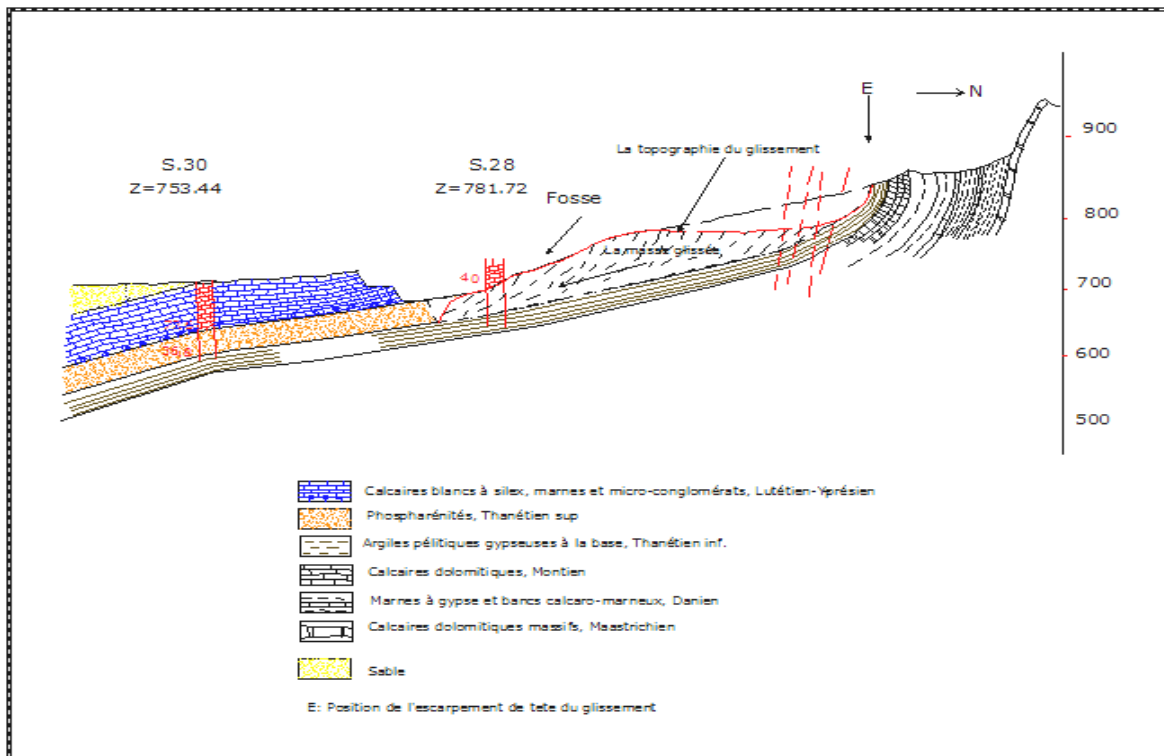 E
N
900
La topographie du glissement
S.30
S.28
Z=753.44
Z=781.72
Fosse
800
La masse glissée
40
700
600
500
Calcaires blancs à silex, marnes et micro-conglomérats, Lutétien-Yprésien
Phospharénités, Thanétien sup
Argiles pélitiques gypseuses à la base, Thanétien inf.
Calcaires dolomitiques, Montien
Marnes à gypse et bancs calcaro-marneux, Danien
Calcaires dolomitiques massifs, Maastrichien
Sable
E: Position de l'escarpement de tete du glissement